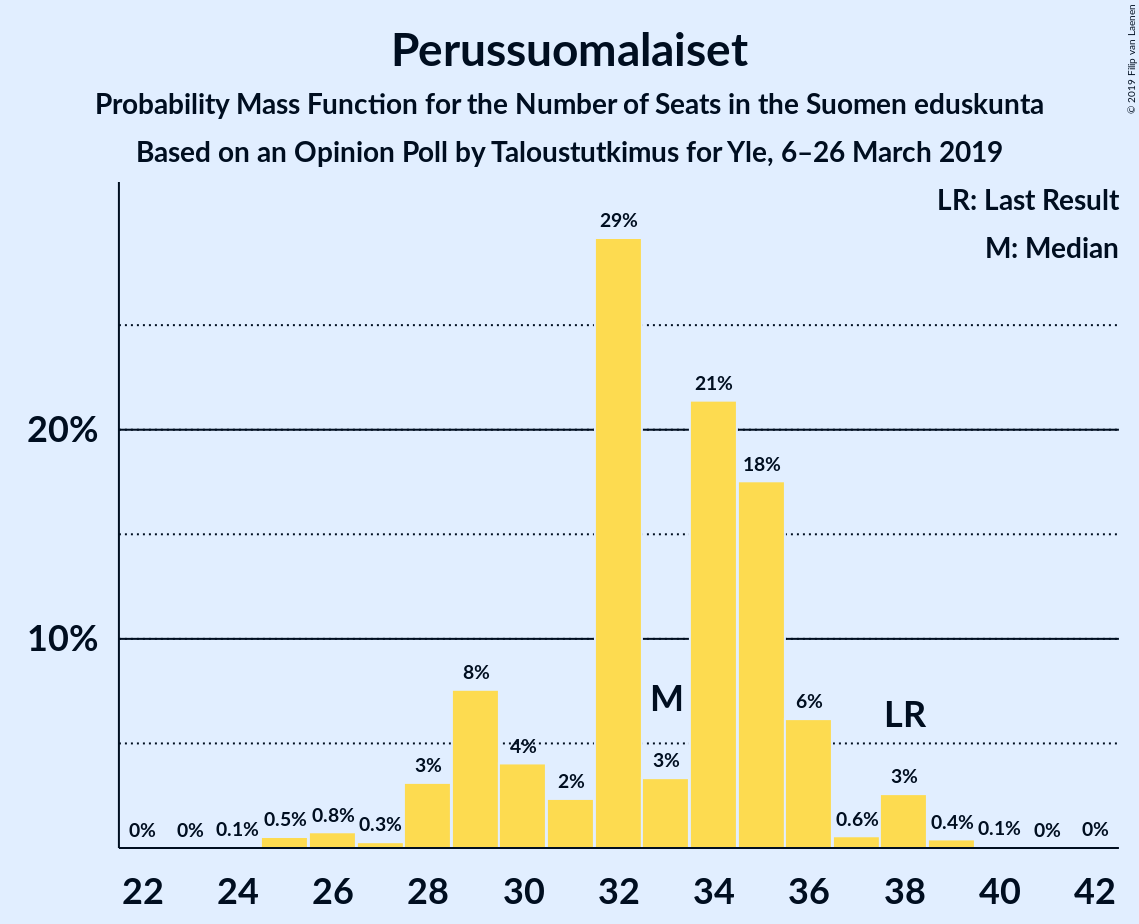 Perussuomalaiset
Probability Mass Function for the Number of Seats in the Suomen eduskunta
Based on an Opinion Poll by Taloustutkimus for Yle, 6–26 March 2019
© 2019 Filip van Laenen
LR: Last Result
M: Median
20%
10%
0% 0% 0.1% 0.5% 0.8% 0.3% 3% 8% 4% 2% 29% 3% 21% 18% 6% 0.6% 3% 0.4% 0.1% 0% 0%
M
LR
22 24 26 28 30 32 34 36 38 40 42